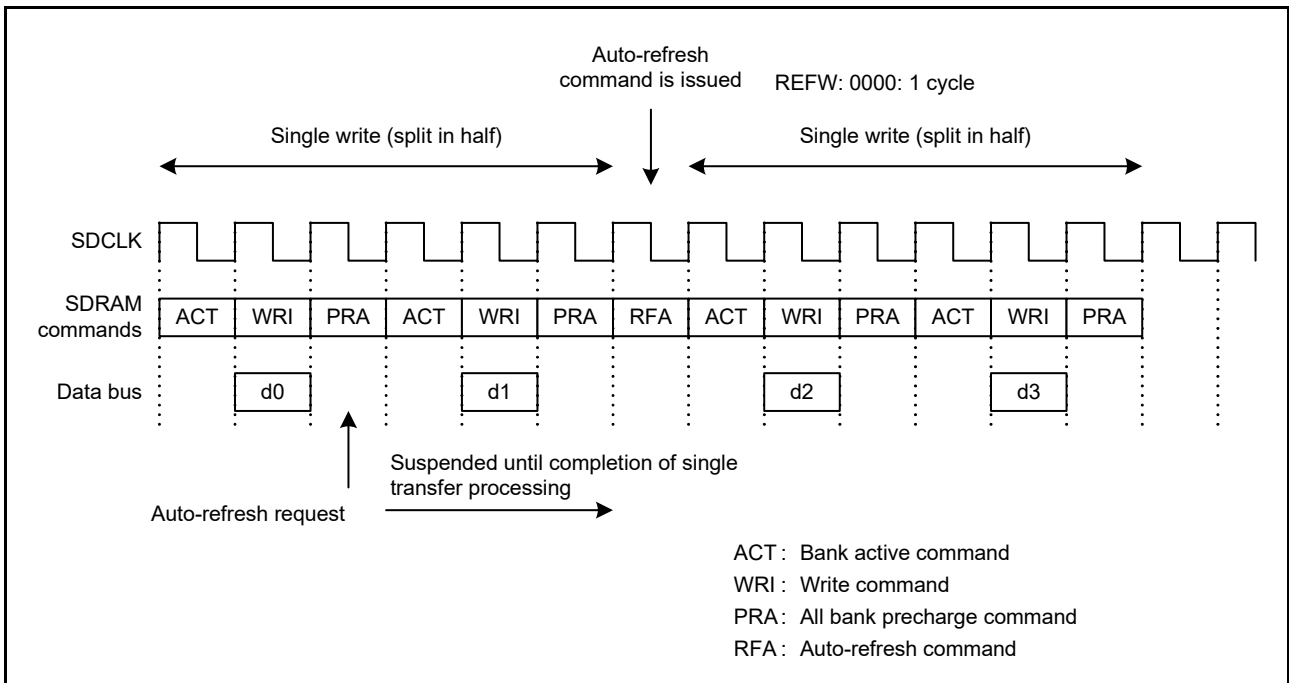 Auto-refresh
command is issued
REFW: 0000: 1 cycle
Single write (split in half)
Single write (split in half)
SDCLK
SDRAM
commands
ACT WRI PRA ACT WRI PRA RFA ACT WRI PRA ACT WRI PRA
Data bus
d0 d1 d2 d3
Suspended until completion of single
transfer processing
Auto-refresh request
ACT : Bank active command
WRI : Write command
PRA : All bank precharge command
RFA : Auto-refresh command